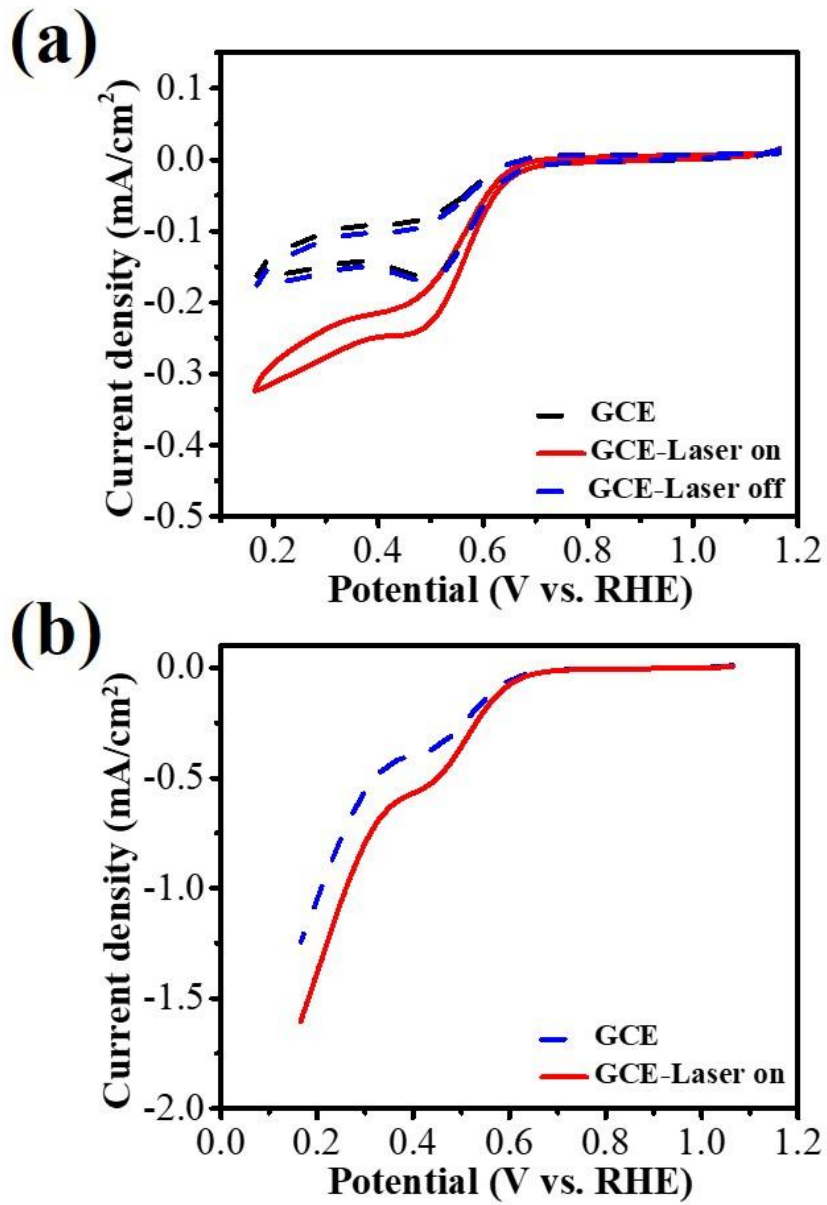 (a)
Current density (mA/cm²)
0.1
0.0
-0.1
-0.2
-0.3
-0.4
-0.5
GCE
GCE-Laser on
GCE-Laser off
0.2 0.4 0.6 0.8 1.0 1.2
Potential (V vs. RHE)
(b)
Current density (mA/cm²)
0.0
-0.5
-1.0
-1.5
-2.0
GCE
GCE-Laser on
0.0 0.2 0.4 0.6 0.8 1.0 1.2
Potential (V vs. RHE)